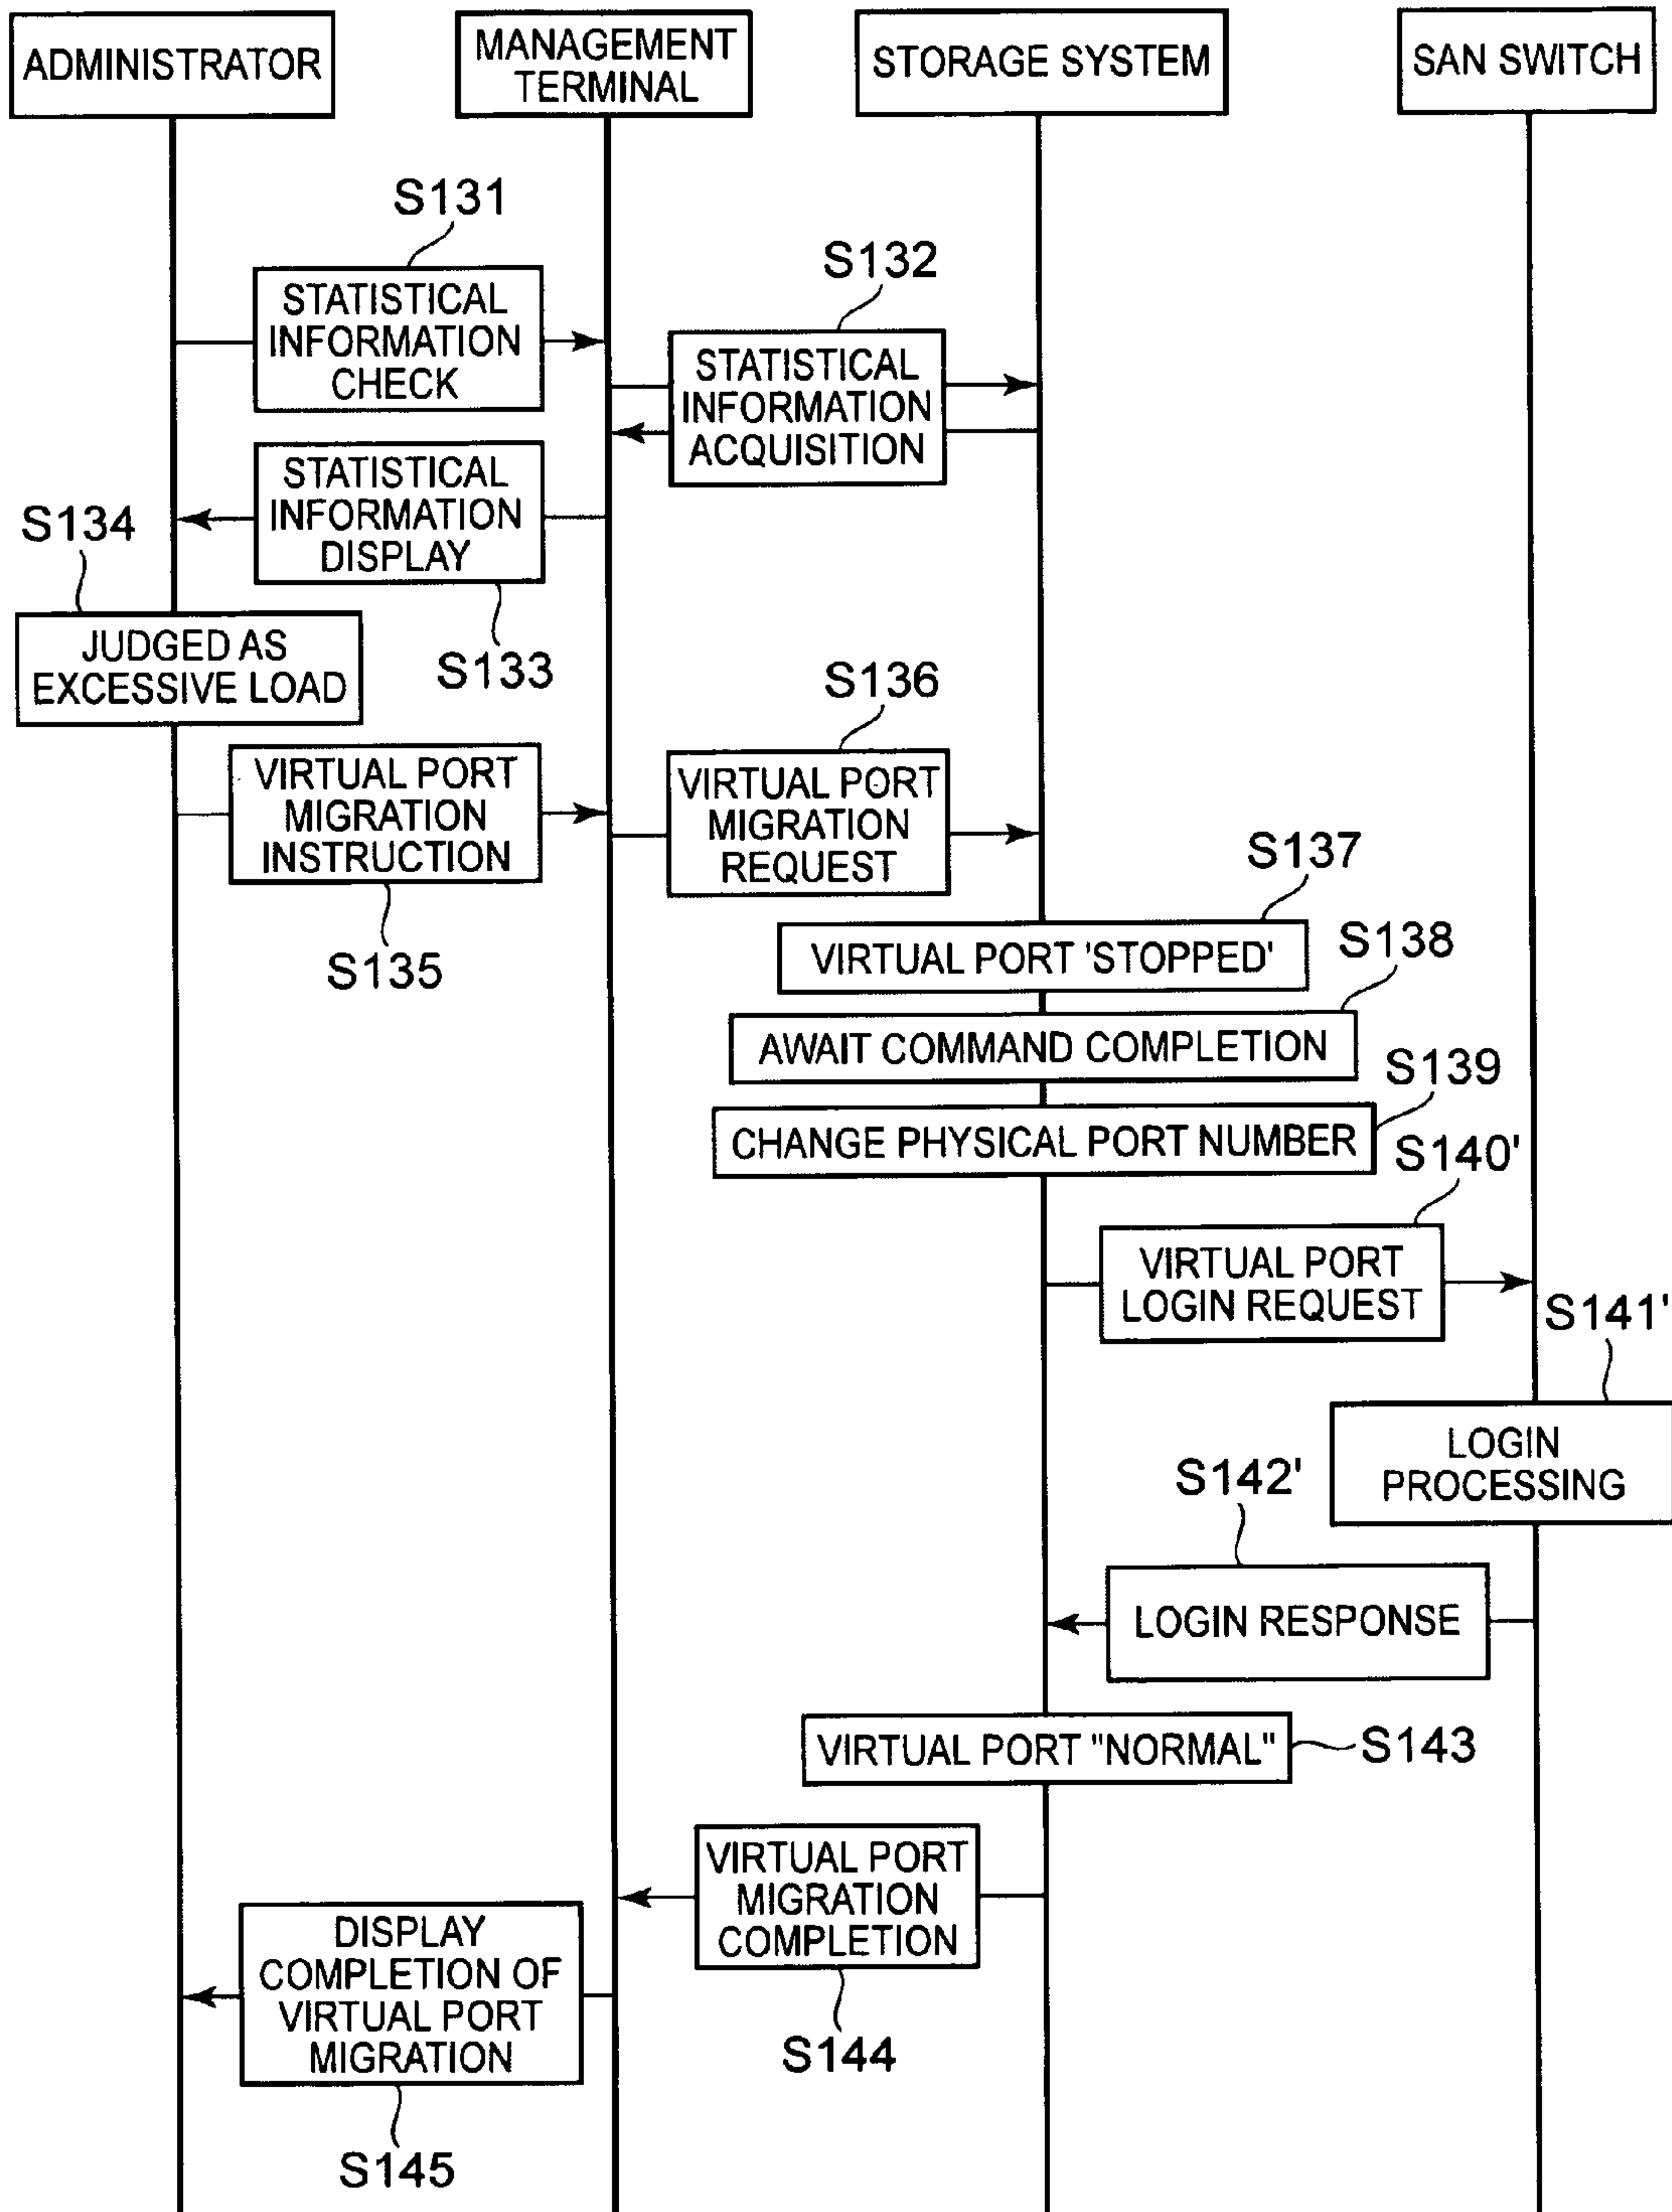 ADMINISTRATOR
MANAGEMENT
TERMINAL
STORAGE SYSTEM
SAN SWITCH
S131
STATISTICAL
INFORMATION
CHECK
S132
STATISTICAL
INFORMATION
ACQUISITION
STATISTICAL
INFORMATION
DISPLAY
S133
S134
JUDGED AS
EXCESSIVE LOAD
VIRTUAL PORT
MIGRATION
INSTRUCTION
S135
S136
VIRTUAL PORT
MIGRATION
REQUEST
S137
VIRTUAL PORT 'STOPPED'
S138
AWAIT COMMAND COMPLETION
S139
CHANGE PHYSICAL PORT NUMBER
S140'
VIRTUAL PORT
LOGIN REQUEST
S141'
LOGIN
PROCESSING
S142'
LOGIN RESPONSE
VIRTUAL PORT "NORMAL"
S143
VIRTUAL PORT
MIGRATION
COMPLETION
S144
DISPLAY
COMPLETION OF
VIRTUAL PORT
MIGRATION
S145